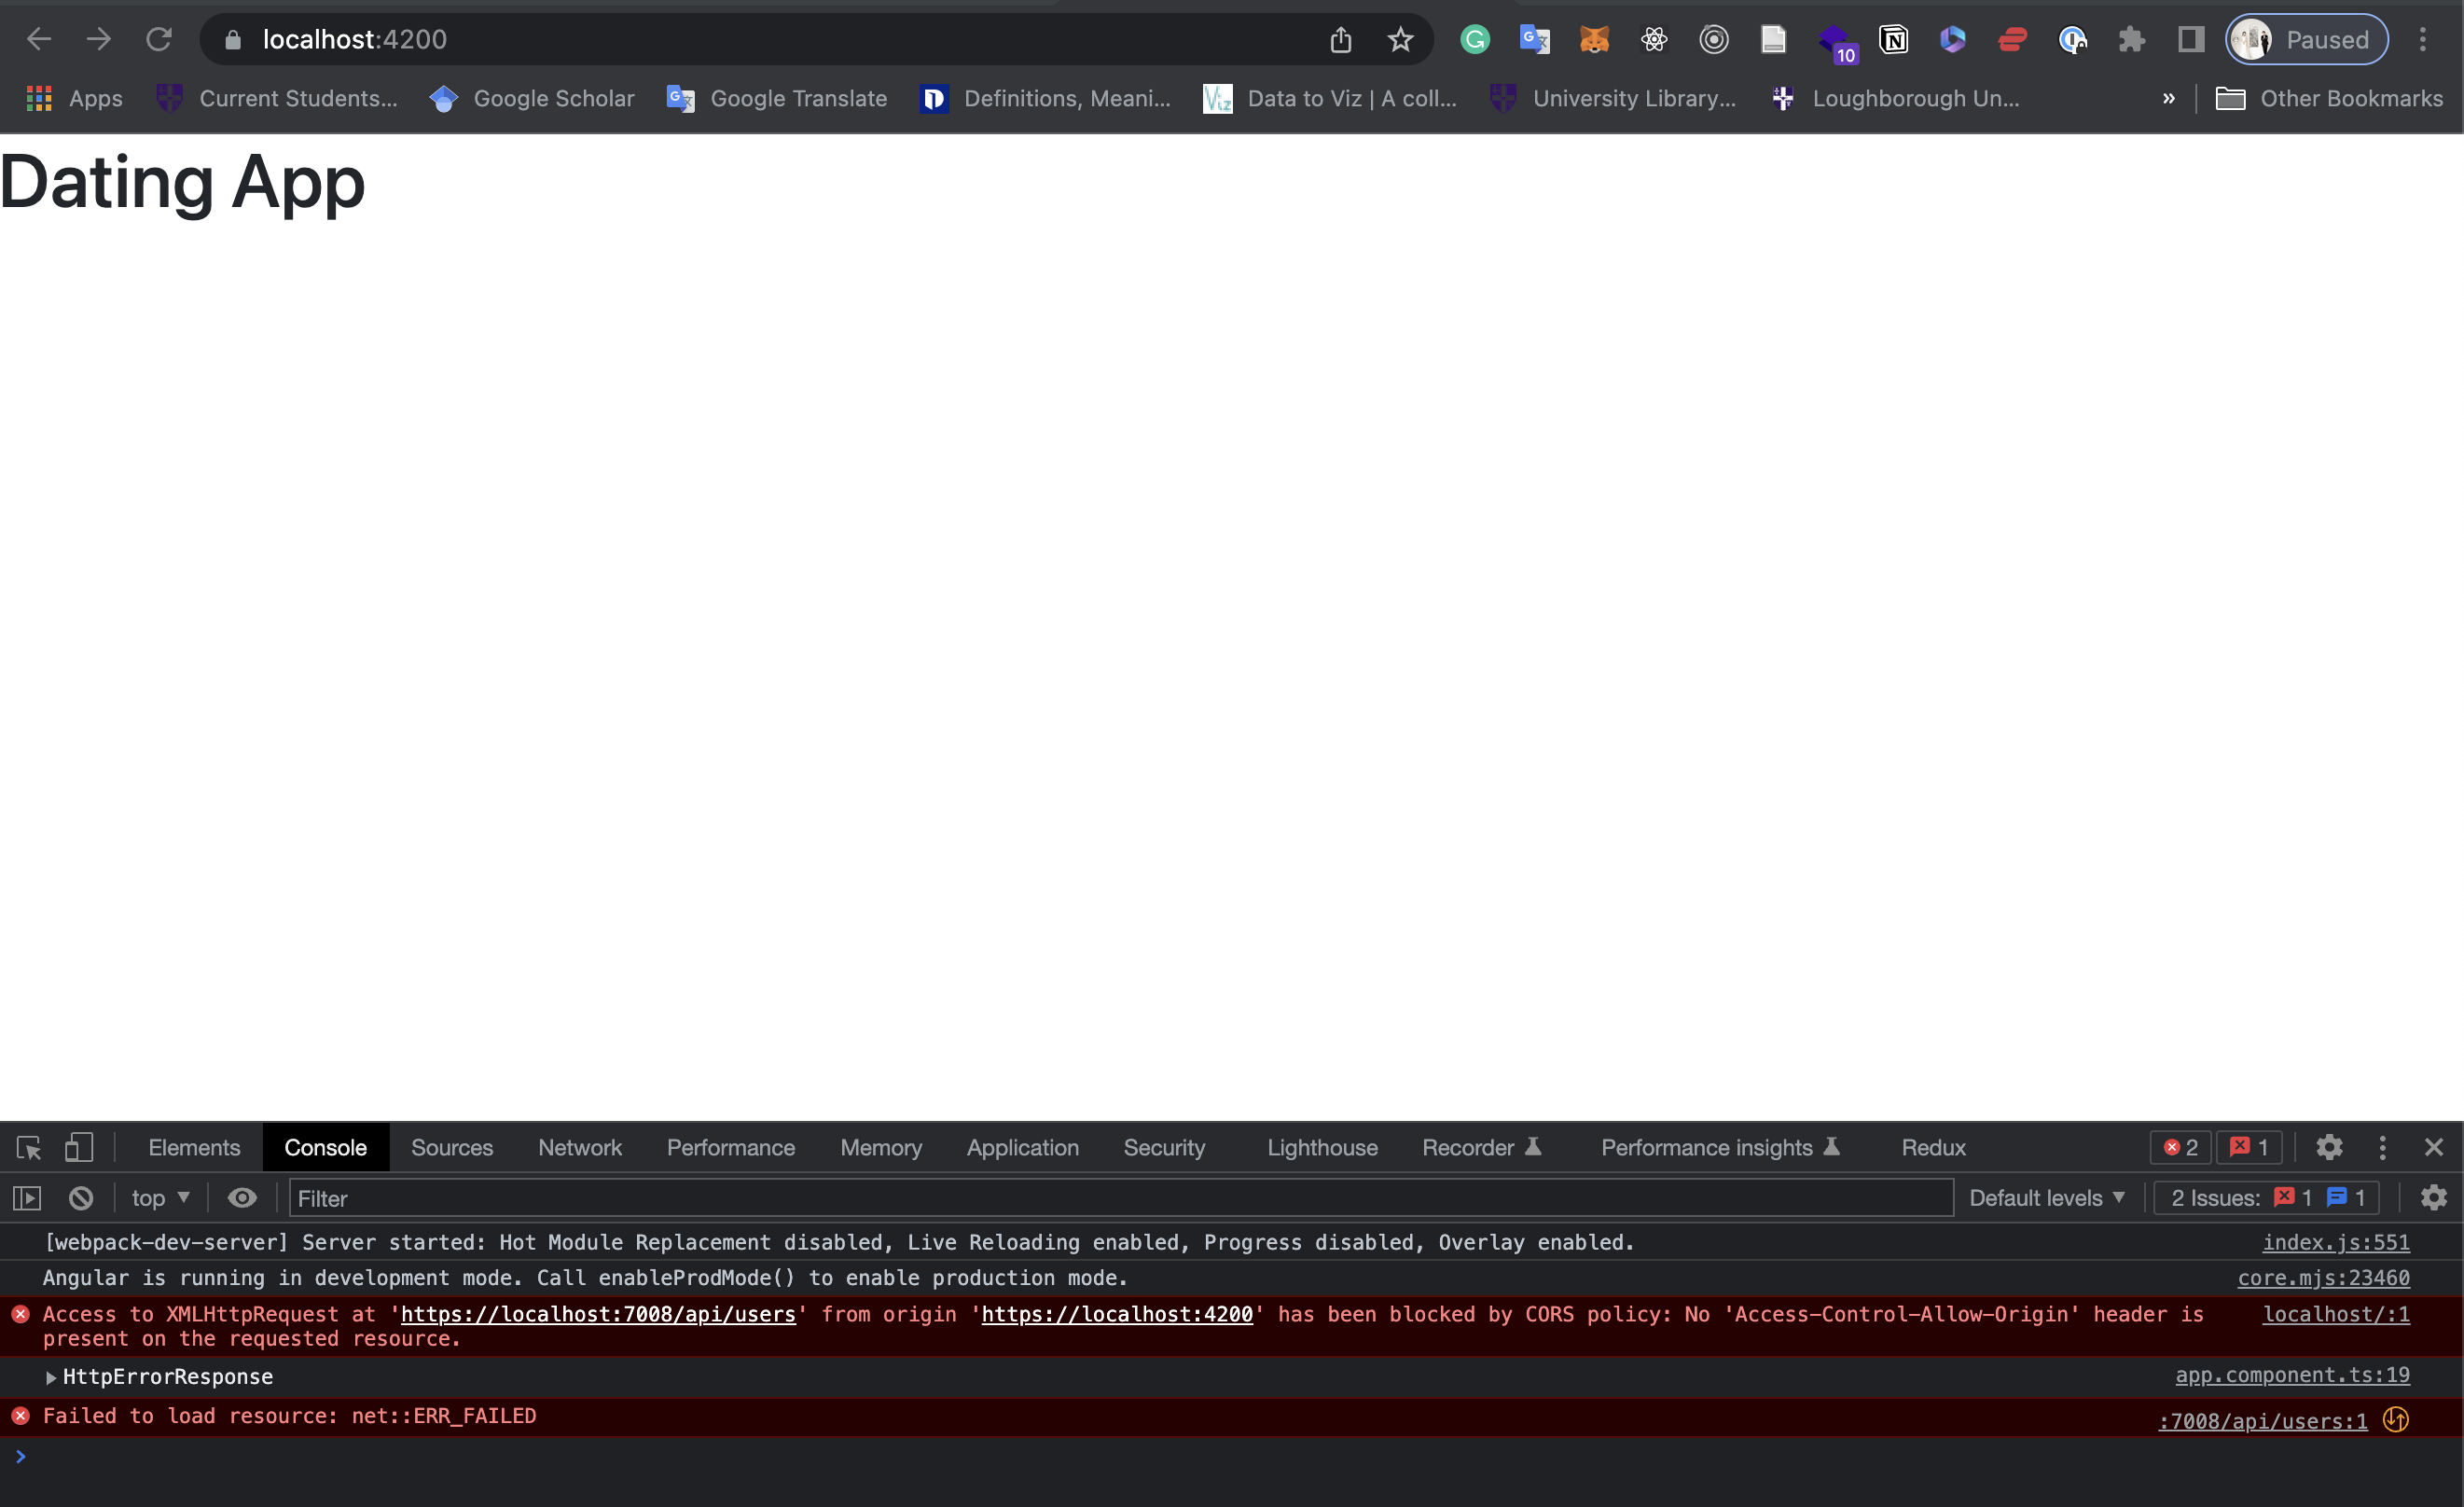 localhost:4200
10
Paused
Apps
Current Students...
Google Scholar
Google Translate
Definitions, Meani...
Data to Viz | A coll...
University Library...
Loughborough Un...
»
Other Bookmarks
Dating App
Elements
Console
Sources
Network
Performance
Memory
Application
Security
Lighthouse
Recorder
Performance insights
Redux
2
1
top
Filter
Default levels
2 Issues: 1 1
[webpack-dev-server] Server started: Hot Module Replacement disabled, Live Reloading enabled, Progress disabled, Overlay enabled.
index.js:551
Angular is running in development mode. Call enableProdMode() to enable production mode.
core.mjs:23460
Access to XMLHttpRequest at 'https://localhost:7008/api/users' from origin 'https://localhost:4200' has been blocked by CORS policy: No 'Access-Control-Allow-Origin' header is
localhost/:1
present on the requested resource.
HttpErrorResponse
app.component.ts:19
Failed to load resource: net::ERR_FAILED
:7008/api/users:1